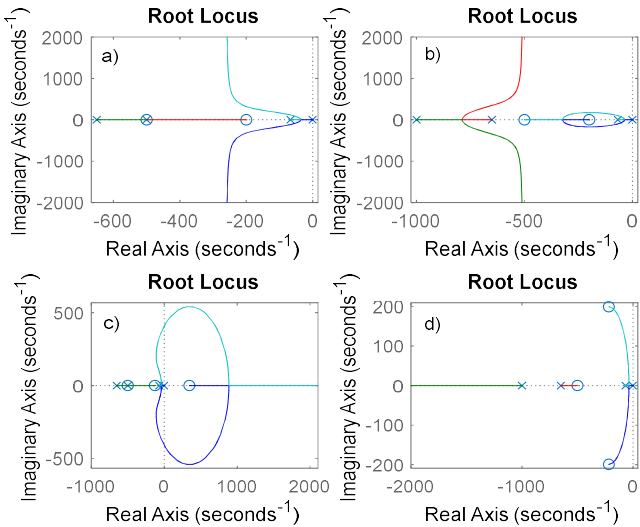 Root Locus
Imaginary Axis (seconds⁻¹)
2000
1000
0
-1000
-2000
a)
-600
-400
-200
0
Real Axis (seconds⁻¹)
Root Locus
Imaginary Axis (seconds⁻¹)
2000
1000
0
-1000
-2000
b)
-1000
-500
0
Real Axis (seconds⁻¹)
Root Locus
Imaginary Axis (seconds⁻¹)
500
0
-500
c)
-1000
0
1000
2000
Real Axis (seconds⁻¹)
Root Locus
Imaginary Axis (seconds⁻¹)
200
100
0
-100
-200
d)
-2000
-1000
0
Real Axis (seconds⁻¹)